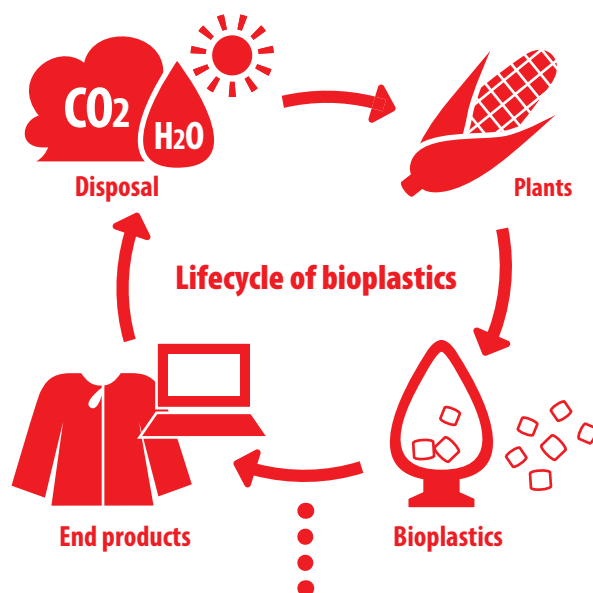 CO2
H2O
Disposal
Plants
Lifecycle of bioplastics
End products
Bioplastics